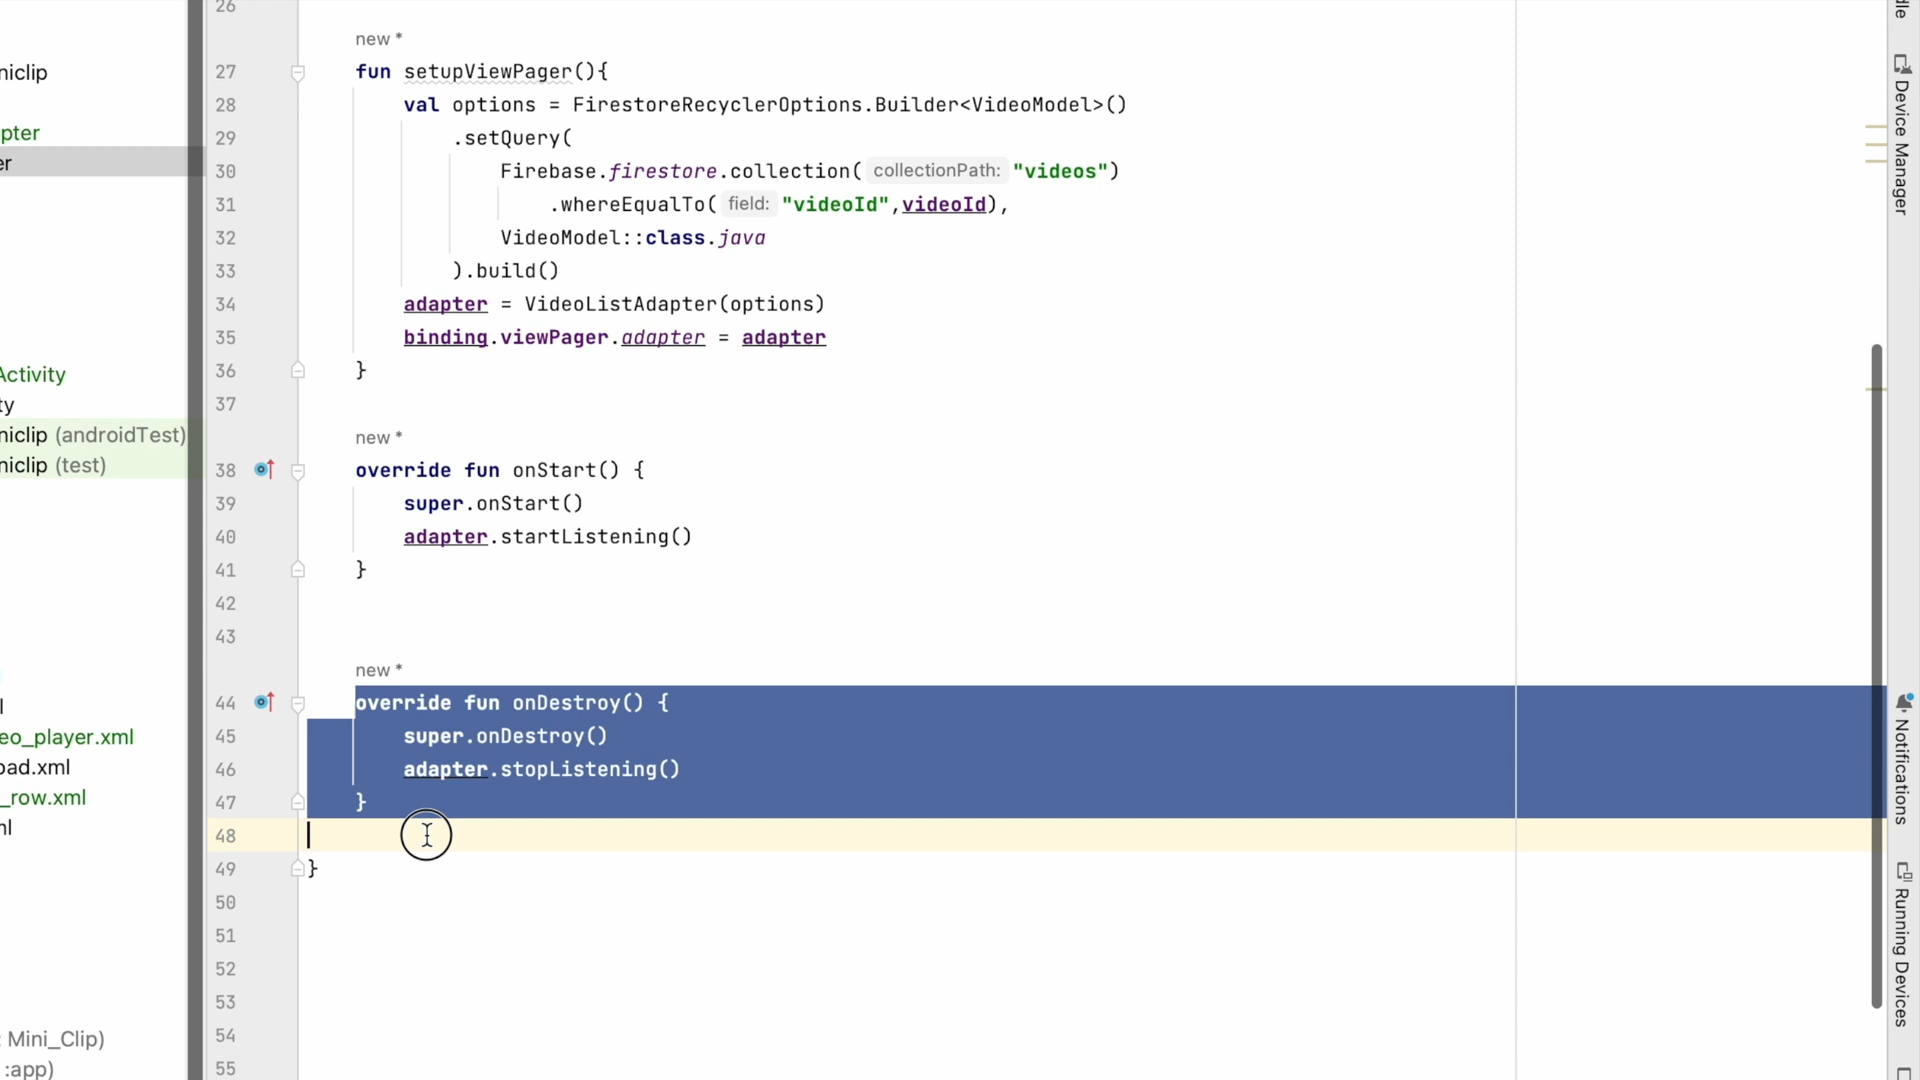 26
new *
27 fun setupViewPager(){
28 val options = FirestoreRecyclerOptions.Builder<VideoModel>()
29 .setQuery(
30 Firebase.firestore.collection( collectionPath: "videos")
31 .whereEqualTo( field: "videoId",videoId),
32 VideoModel::class.java
33 ).build()
34 adapter = VideoListAdapter(options)
35 binding.viewPager.adapter = adapter
36 }
37
new *
38 override fun onStart() {
39 super.onStart()
40 adapter.startListening()
41 }
42
43
new *
44 override fun onDestroy() {
45 super.onDestroy()
46 adapter.stopListening()
47 }
48
49 }
50
51
52
53
54
55
niclip
pter
er
Activity
ty
niclip (androidTest)
niclip (test)
l
eo_player.xml
oad.xml
_row.xml
ml
: Mini_Clip)
:app)
dle
Device Manager
Notifications
Running Devices